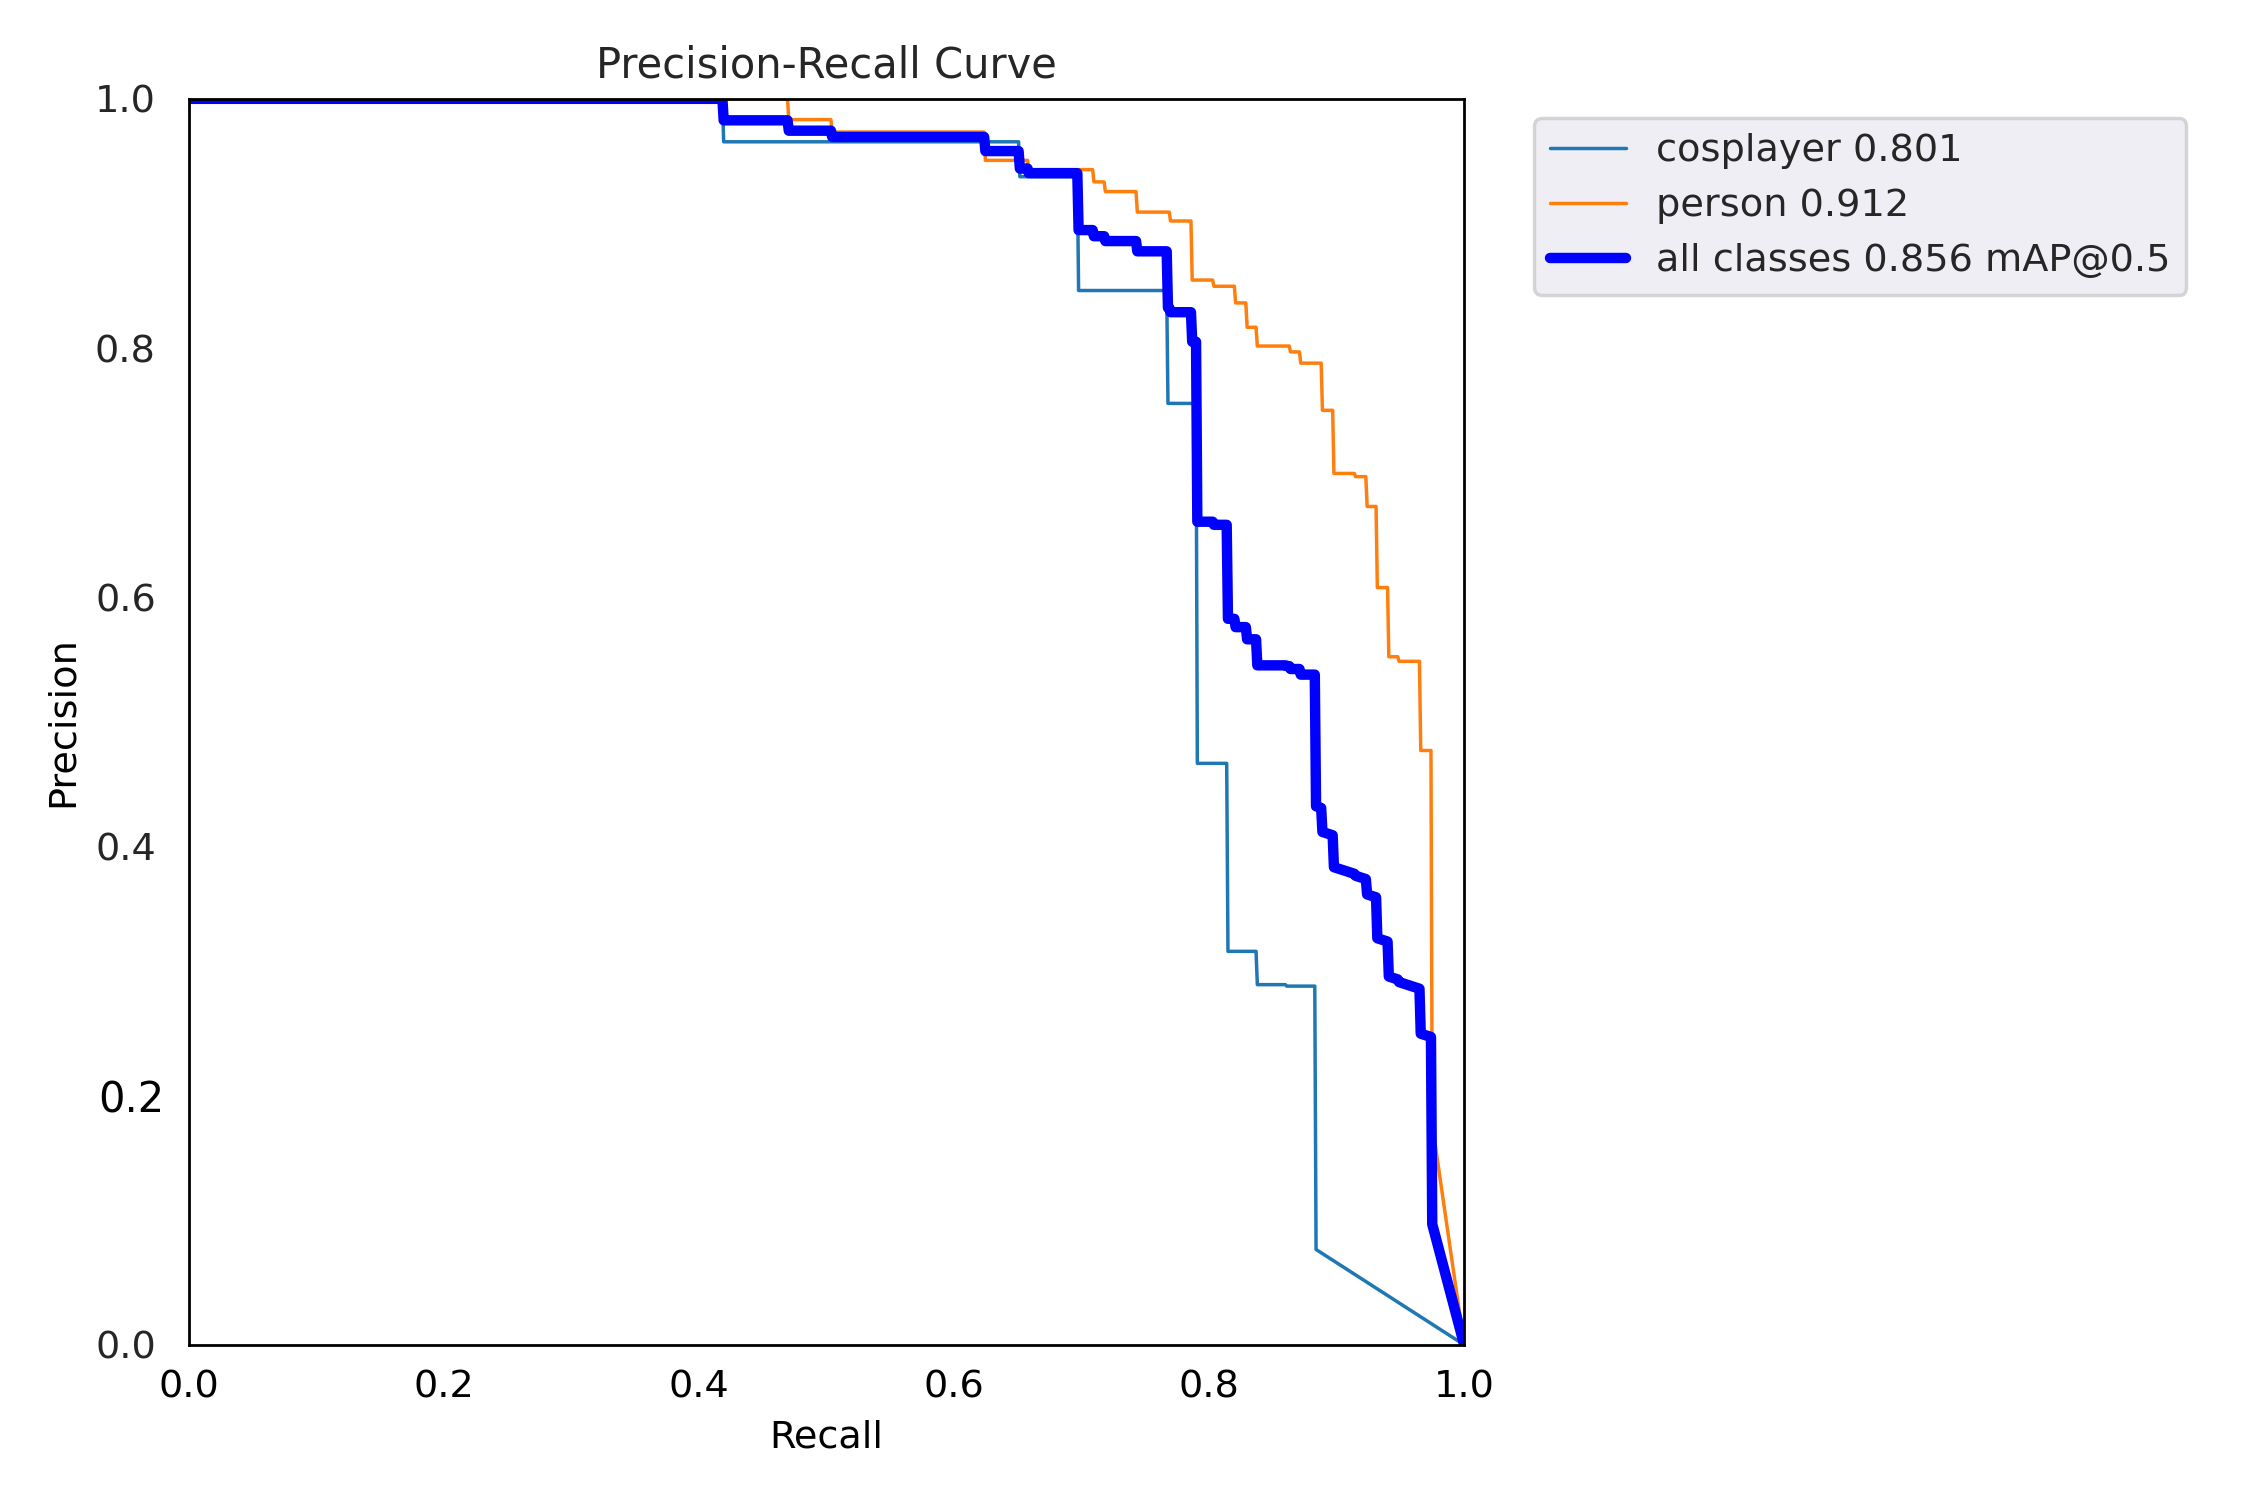 Precision-Recall Curve
1.0
0.8
0.6
0.4
0.2
0.0
Precision
0.0 0.2 0.4 0.6 0.8 1.0
Recall
cosplayer 0.801
person 0.912
all classes 0.856 mAP@0.5